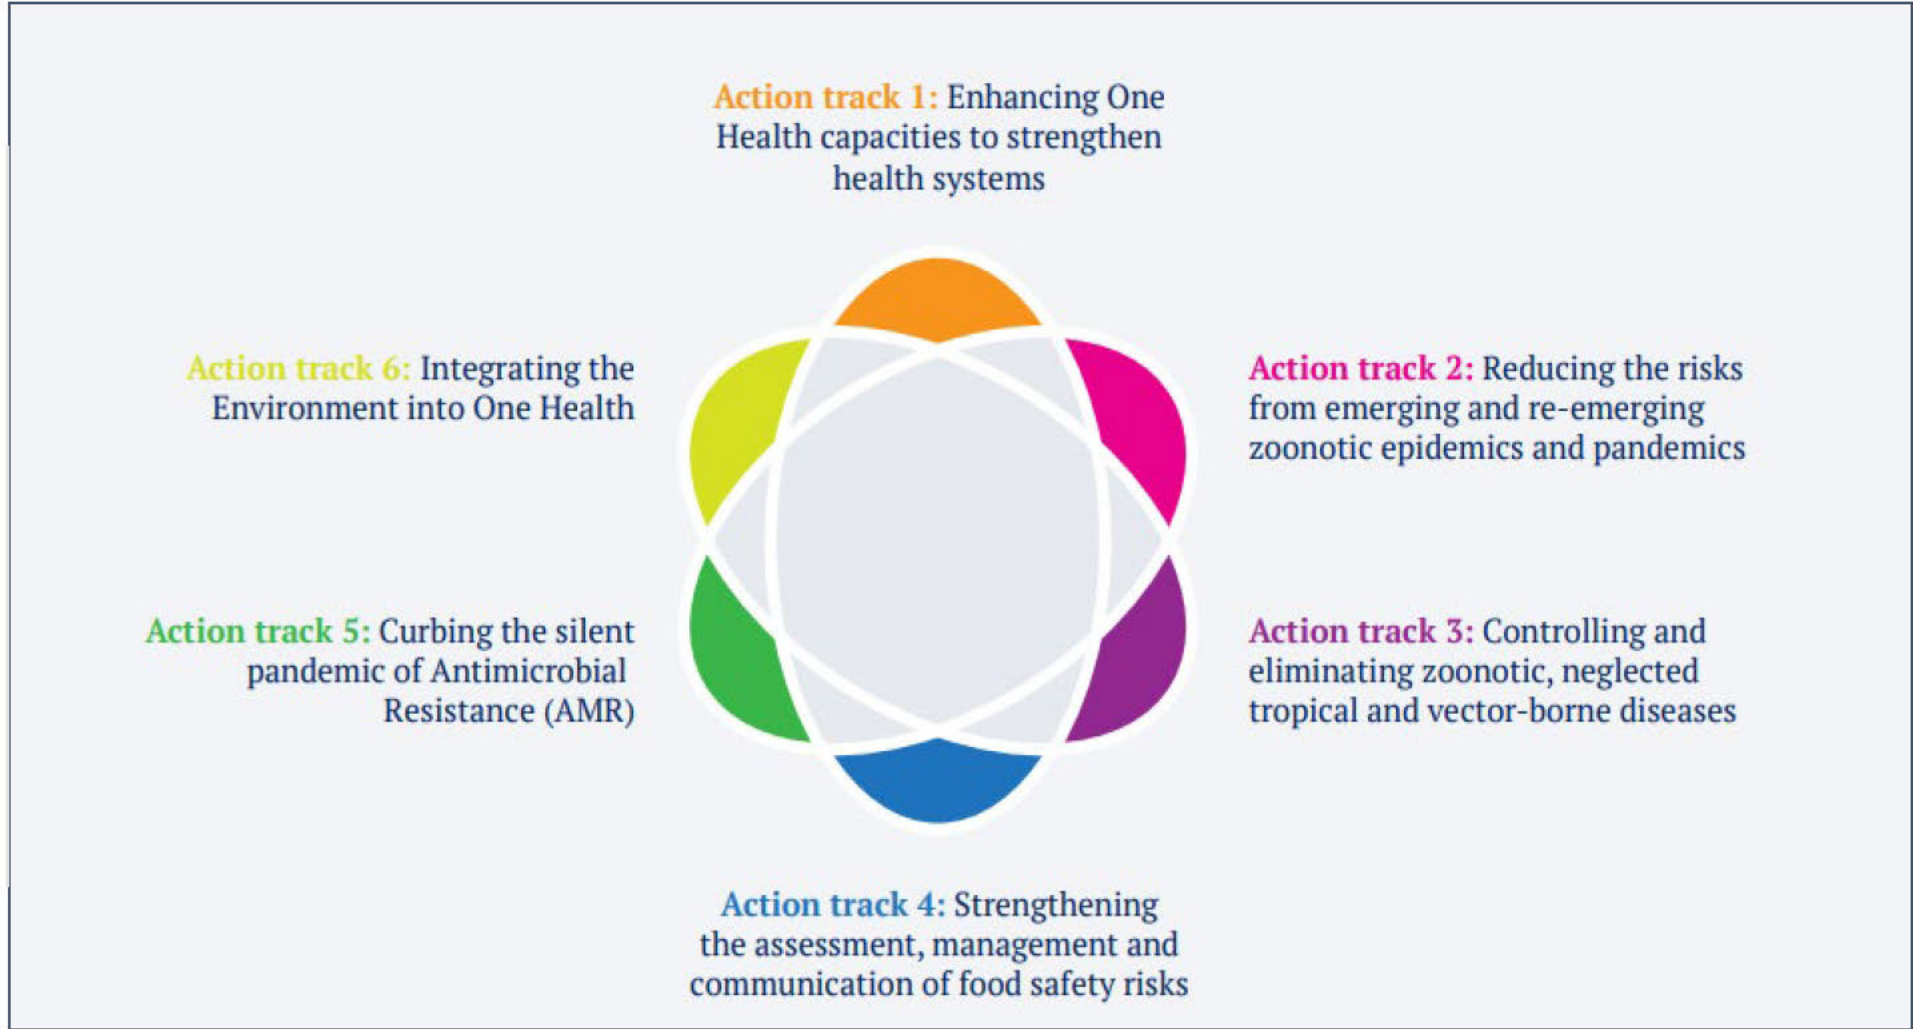 Action track 1: Enhancing One
Health capacities to strengthen
health systems
Action track 2: Reducing the risks
from emerging and re-emerging
zoonotic epidemics and pandemics
Action track 3: Controlling and
eliminating zoonotic, neglected
tropical and vector-borne diseases
Action track 4: Strengthening
the assessment, management and
communication of food safety risks
Action track 5: Curbing the silent
pandemic of Antimicrobial
Resistance (AMR)
Action track 6: Integrating the
Environment into One Health